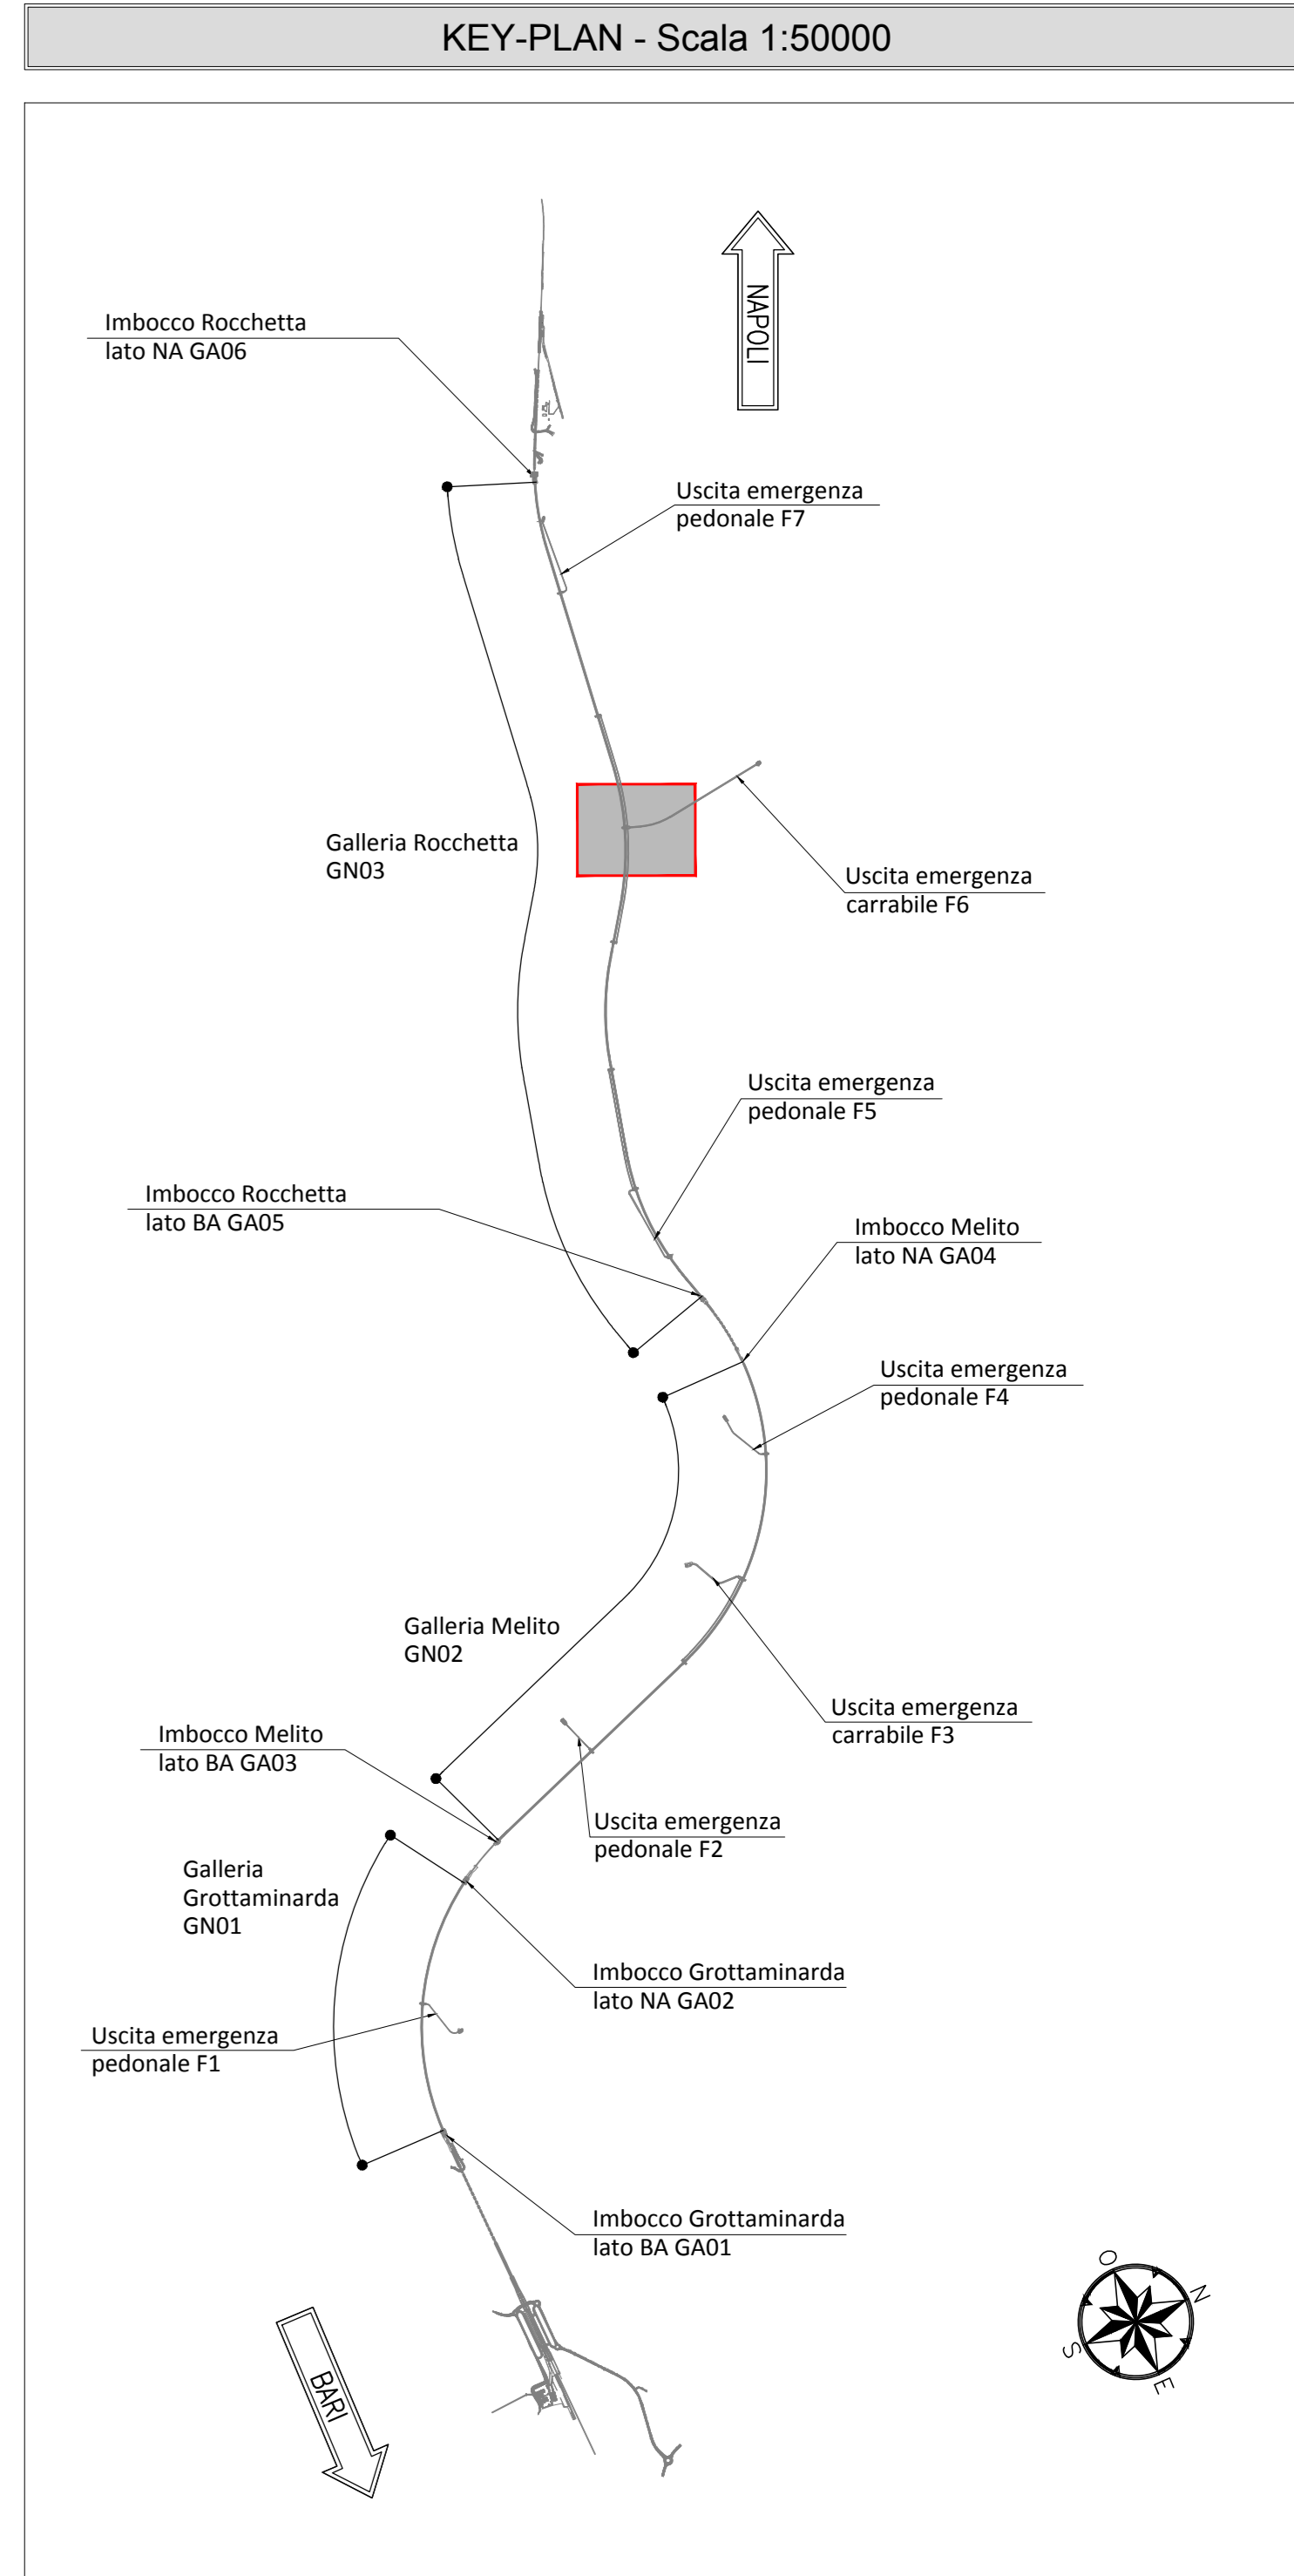 KEY-PLAN - Scala 1:50000
NAPOLI
Imbocco Rocchetta
lato NA GA06
Uscita emergenza
pedonale F7
Galleria Rocchetta
GN03
Uscita emergenza
carrabile F6
Uscita emergenza
pedonale F5
Imbocco Rocchetta
lato BA GA05
Imbocco Melito
lato NA GA04
Uscita emergenza
pedonale F4
Galleria Melito
GN02
Uscita emergenza
carrabile F3
Imbocco Melito
lato BA GA03
Uscita emergenza
pedonale F2
Galleria
Grottaminarda
GN01
Imbocco Grottaminarda
lato NA GA02
Uscita emergenza
pedonale F1
Imbocco Grottaminarda
lato BA GA01
O
N
S
E
BARI